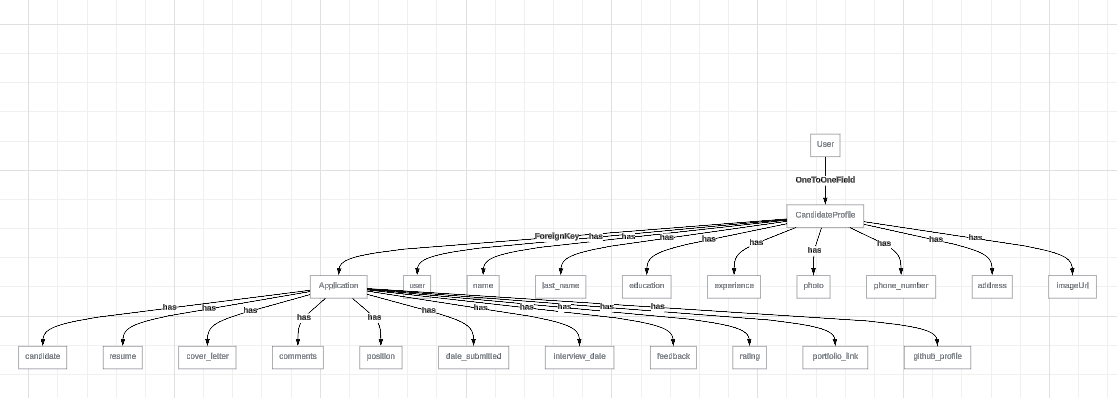 User
OneToOneField
CandidateProfile
ForeignKey has has has has has has has has has
Application user name last_name education experience photo phone_number address imageUrl
has has has has has has has has has has has
candidate resume cover_letter comments position date_submitted interview_date feedback rating portfolio_link github_profile